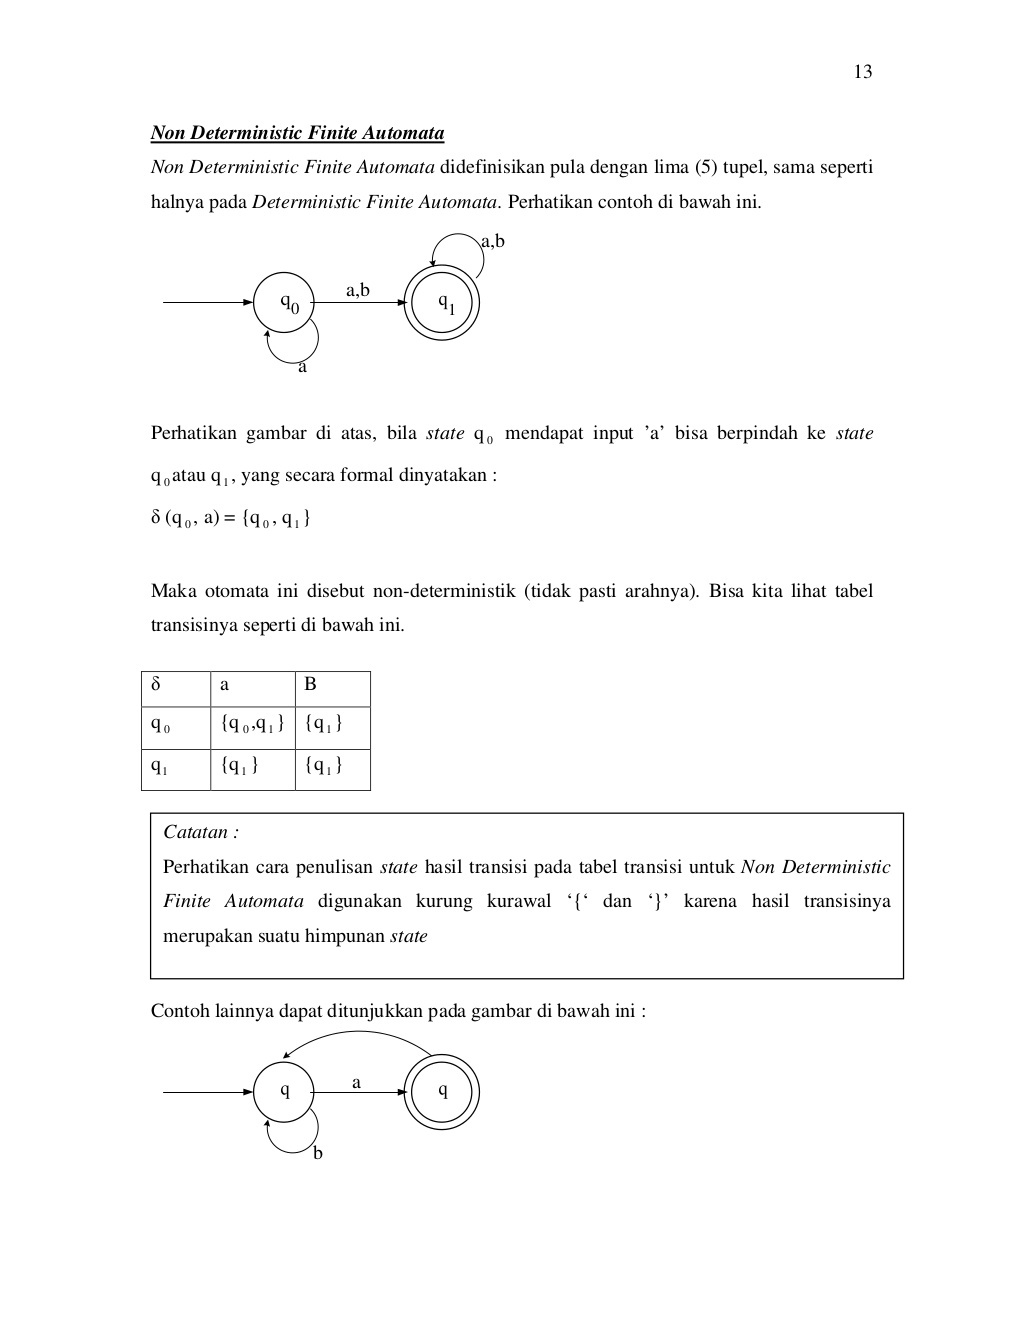 13
Non Deterministic Finite Automata
Non Deterministic Finite Automata didefinisikan pula dengan lima (5) tupel, sama seperti
halnya pada Deterministic Finite Automata. Perhatikan contoh di bawah ini.
a,b
a,b
q0 q1
a
Perhatikan gambar di atas, bila state q0 mendapat input ’a’ bisa berpindah ke state
q0 atau q1, yang secara formal dinyatakan :
δ (q0, a) = {q0, q1}
Maka otomata ini disebut non-deterministik (tidak pasti arahnya). Bisa kita lihat tabel
transisinya seperti di bawah ini.
δ a B
q0 {q0,q1} {q1}
q1 {q1} {q1}
Catatan :
Perhatikan cara penulisan state hasil transisi pada tabel transisi untuk Non Deterministic
Finite Automata digunakan kurung kurawal ‘{‘ dan ‘}’ karena hasil transisinya
merupakan suatu himpunan state
Contoh lainnya dapat ditunjukkan pada gambar di bawah ini :
a
q q
b